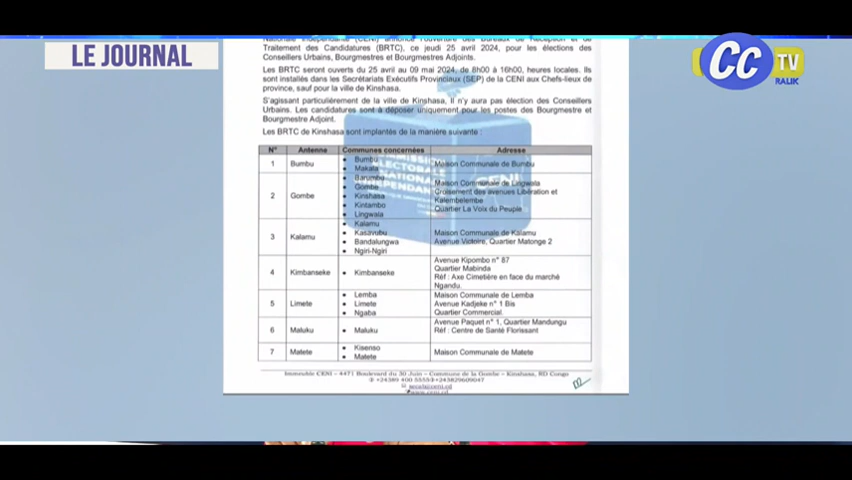 LE JOURNAL
CC TV
RALIK
Nationale Indépendante (CENI) annonce l'ouverture des Bureaux de Réception et de
Traitement des Candidatures (BRTC), ce jeudi 25 avril 2024, pour les élections des
Conseillers Urbains, Bourgmestres et Bourgmestres Adjoints.
Les BRTC seront ouverts du 25 avril au 09 mai 2024, de 8h00 à 16h00, heures locales. Ils
sont installés dans les Secrétariats Exécutifs Provinciaux (SEP) de la CENI aux Chefs-lieux de
province, sauf pour la ville de Kinshasa.
S'agissant particulièrement de la ville de Kinshasa, il n'y aura pas élection des Conseillers
Urbains. Les candidatures sont à déposer uniquement pour les postes des Bourgmestre et
Bourgmestre Adjoint.
Les BRTC de Kinshasa sont implantés de la manière suivante :
N° Antenne Communes concernées Adresse
1 Bumbu
• Bumbu
• Makala
Maison Communale de Bumbu
2 Gombe
• Barumbu
• Gombe
• Kinshasa
• Kintambo
• Lingwala
Maison Communale de Lingwala
Croisement des avenues Libération et
Kalembelembe
Quartier La Voix du Peuple
3 Kalamu
• Kalamu
• Kasavubu
• Bandalungwa
• Ngiri-Ngiri
Maison Communale de Kalamu
Avenue Victoire, Quartier Matonge 2
4 Kimbanseke
• Kimbanseke
Avenue Kipombo n° 87
Quartier Mabinda
Réf : Axe Cimetière en face du marché
Ngandu.
5 Limete
• Lemba
• Limete
• Ngaba
Maison Communale de Lemba
Avenue Kadjeke n° 1 Bis
Quartier Commercial.
6 Maluku
• Maluku
Avenue Paquet n° 1, Quartier Mandungu
Réf : Centre de Santé Florissant
7 Matete
• Kisenso
• Matete
Maison Communale de Matete
Immeuble CENI – 4471 Boulevard du 30 Juin – Commune de la Gombe – Kinshasa, RD Congo
www.ceni.cd